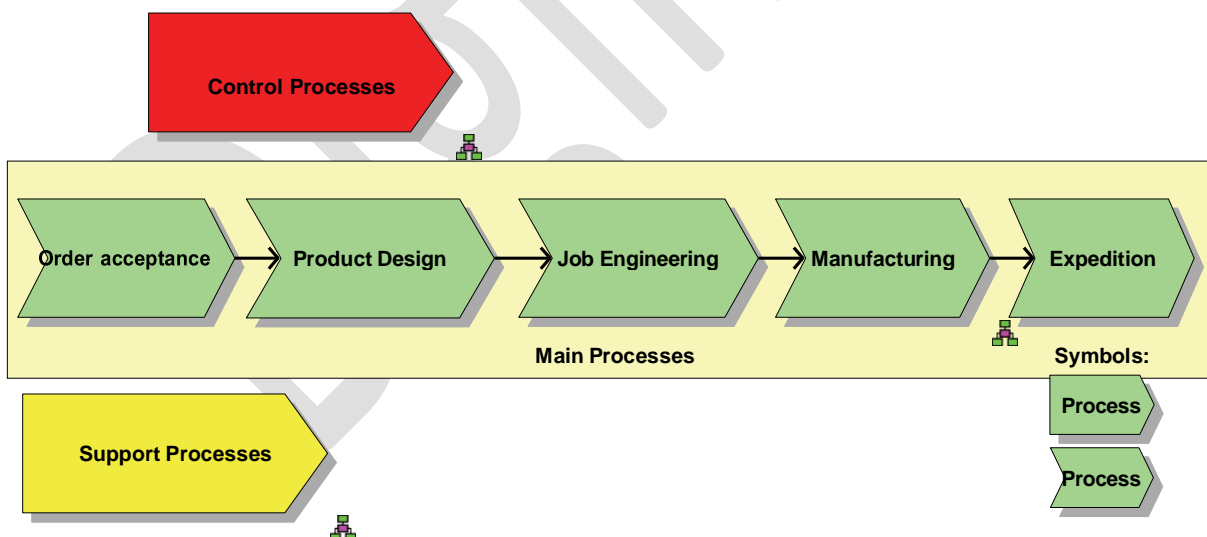 Control Processes
Order acceptance
Product Design
Job Engineering
Manufacturing
Expedition
Main Processes
Symbols:
Process
Process
Support Processes